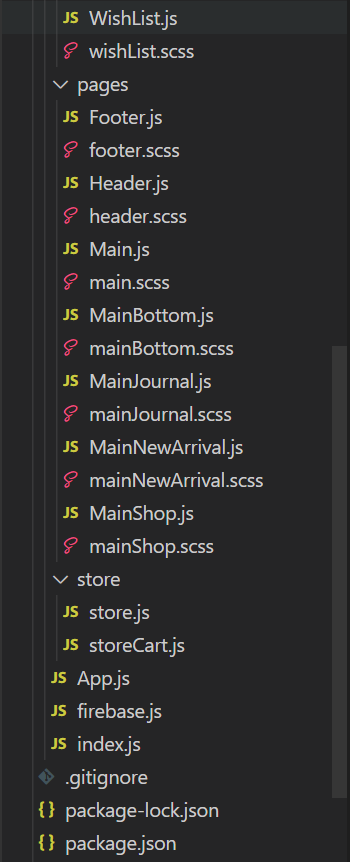 JS WishList.js
wishList.scss
pages
JS Footer.js
footer.scss
JS Header.js
header.scss
JS Main.js
main.scss
JS MainBottom.js
mainBottom.scss
JS MainJournal.js
mainJournal.scss
JS MainNewArrival.js
mainNewArrival.scss
JS MainShop.js
mainShop.scss
store
JS store.js
JS storeCart.js
JS App.js
JS firebase.js
JS index.js
.gitignore
{} package-lock.json
{} package.json